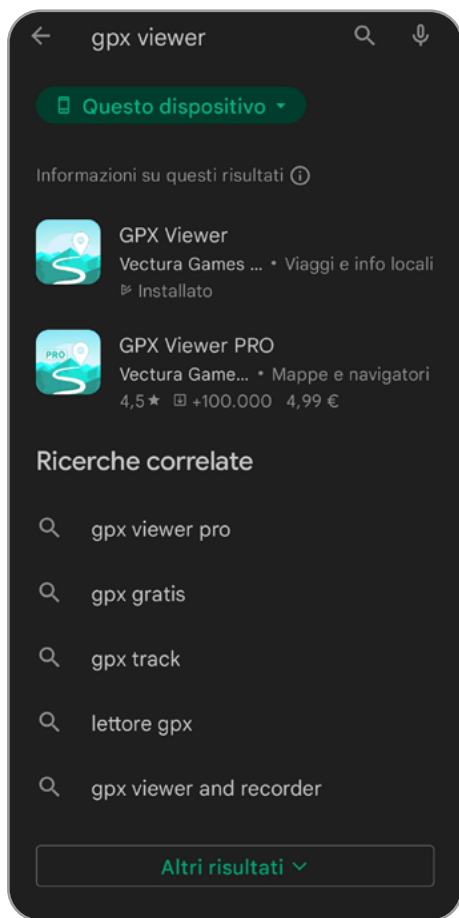 gpx viewer
Questo dispositivo
Informazioni su questi risultati
GPX Viewer
Vectura Games ... • Viaggi e info locali
Installato
PRO
GPX Viewer PRO
Vectura Game... • Mappe e navigatori
4,5★ +100.000 4,99 €
Ricerche correlate
gpx viewer pro
gpx gratis
gpx track
lettore gpx
gpx viewer and recorder
Altri risultati